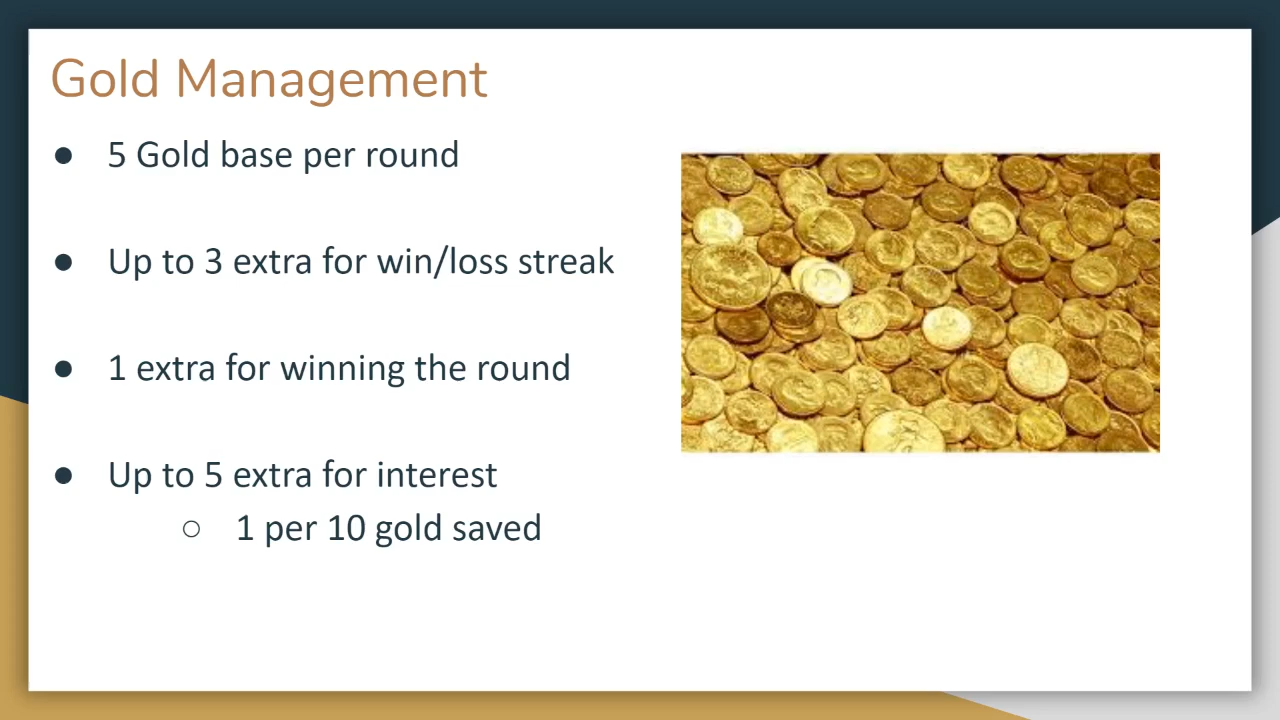 Gold Management
● 5 Gold base per round
● Up to 3 extra for win/loss streak
● 1 extra for winning the round
● Up to 5 extra for interest
○ 1 per 10 gold saved